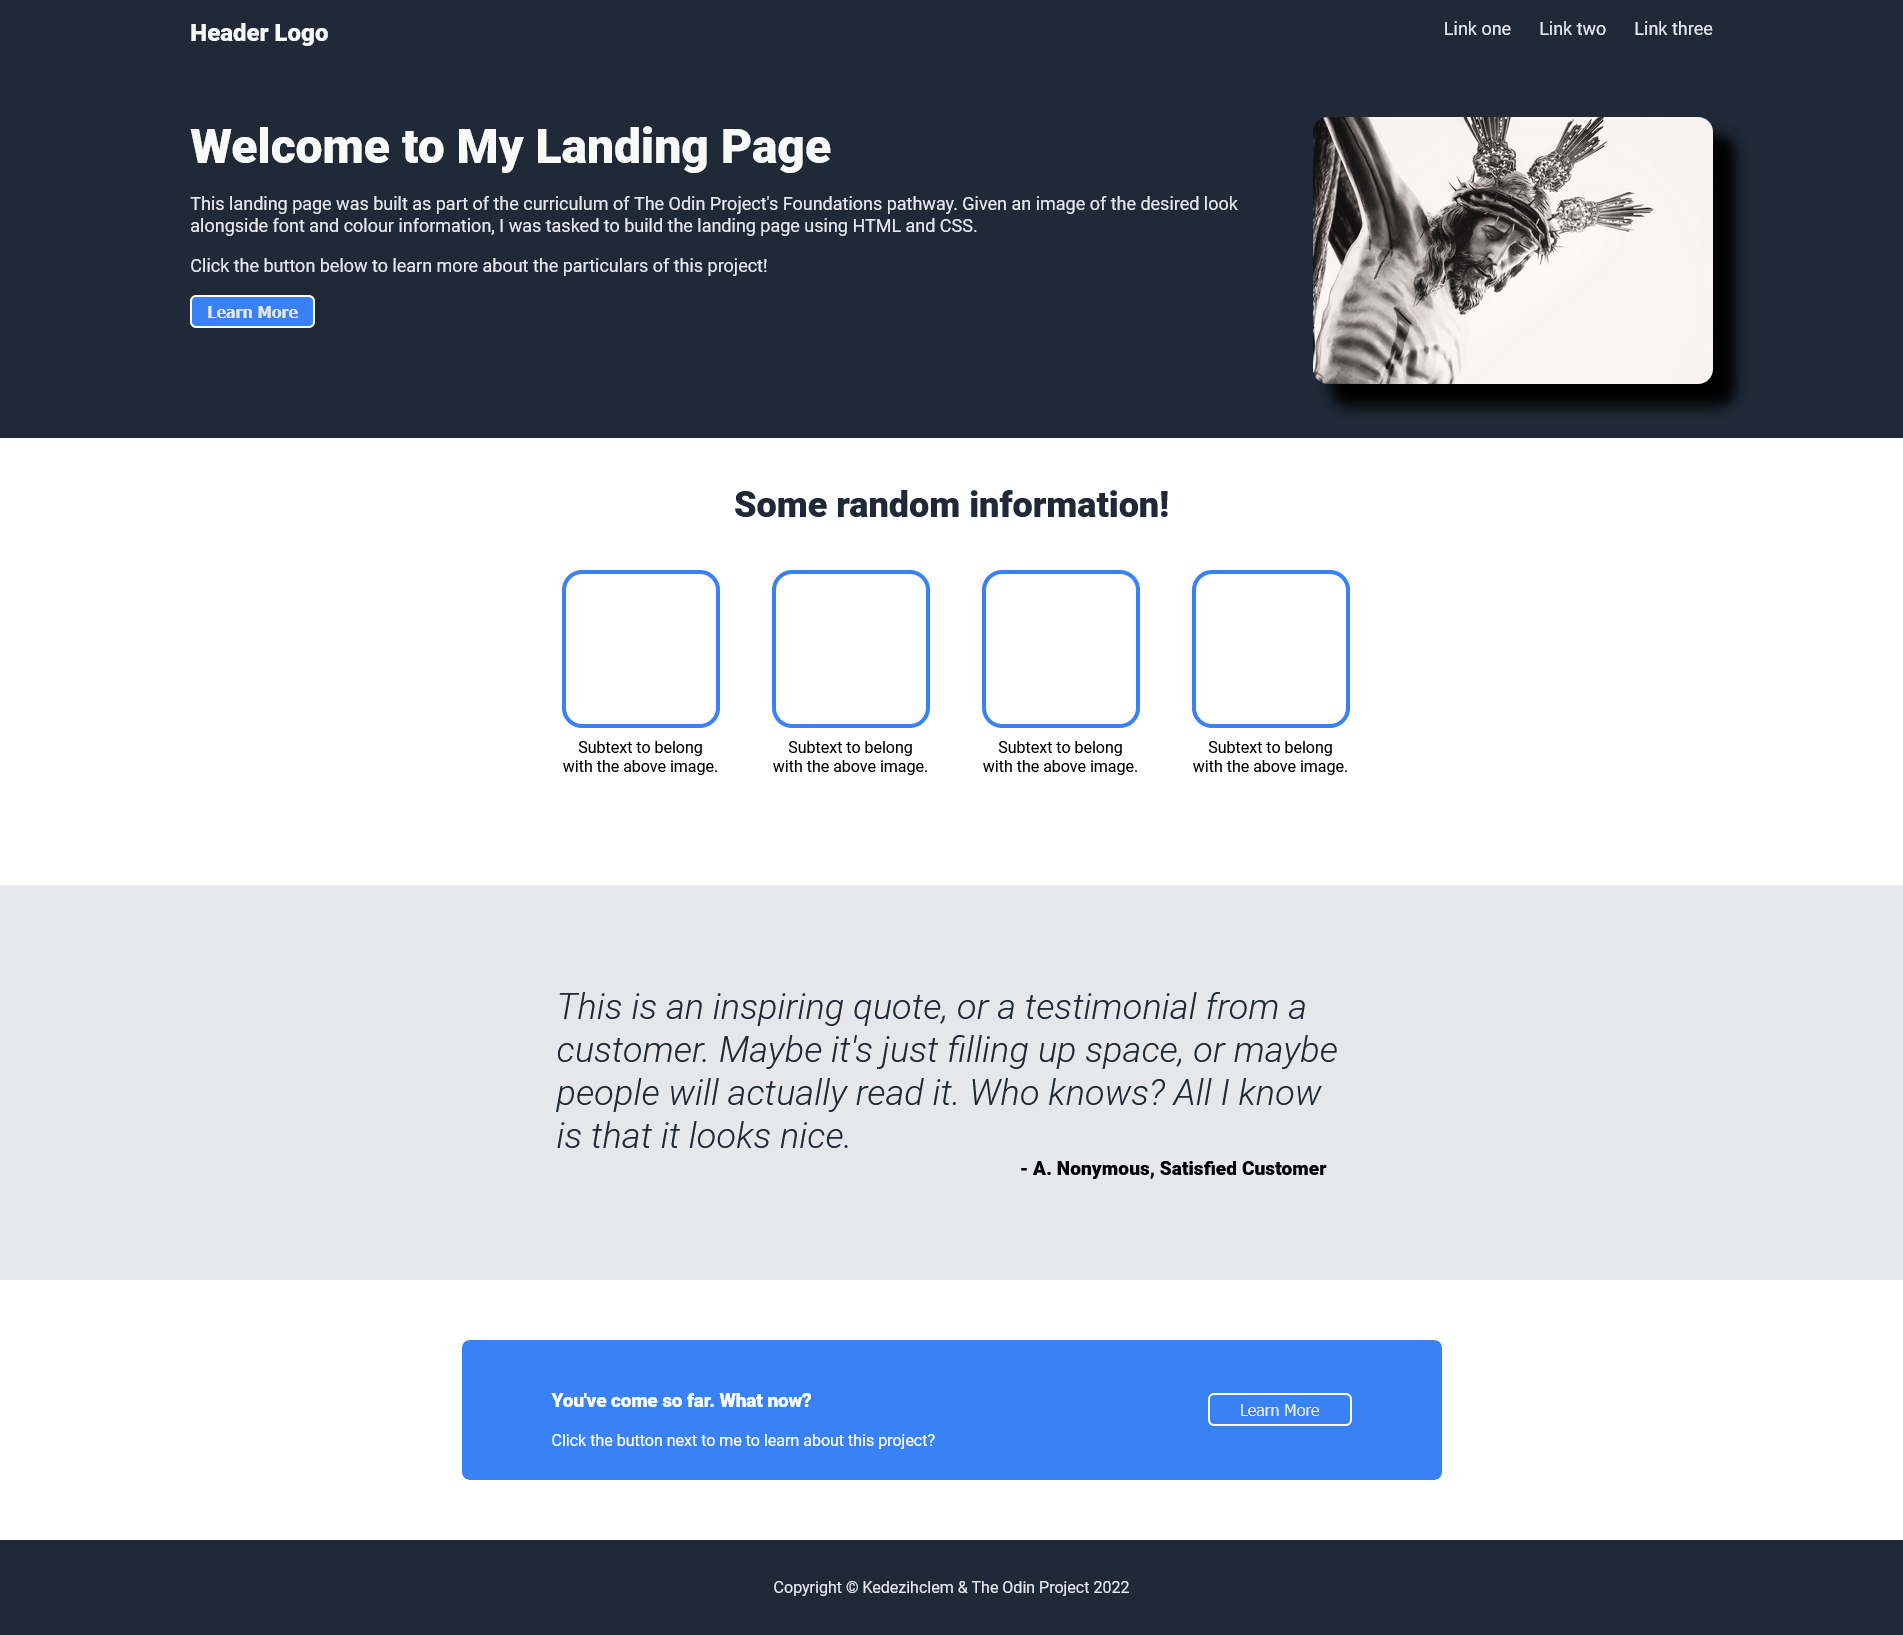 Header Logo
Link one
Link two
Link three
Welcome to My Landing Page
This landing page was built as part of the curriculum of The Odin Project's Foundations pathway. Given an image of the desired look
alongside font and colour information, I was tasked to build the landing page using HTML and CSS.
Click the button below to learn more about the particulars of this project!
Learn More
Some random information!
Subtext to belong
with the above image.
Subtext to belong
with the above image.
Subtext to belong
with the above image.
Subtext to belong
with the above image.
This is an inspiring quote, or a testimonial from a
customer. Maybe it's just filling up space, or maybe
people will actually read it. Who knows? All I know
is that it looks nice.
- A. Nonymous, Satisfied Customer
You've come so far. What now?
Click the button next to me to learn about this project?
Learn More
Copyright © Kedezihclem & The Odin Project 2022